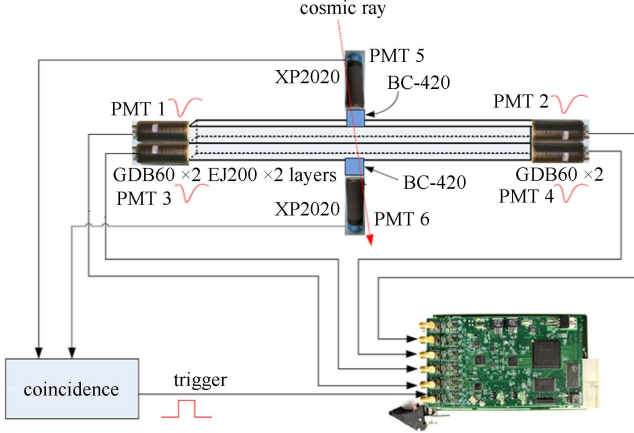 cosmic ray
PMT 5
XP2020
BC-420
PMT 1
PMT 2
GDB60 ×2 EJ200 ×2 layers
GDB60 ×2
BC-420
PMT 3
PMT 4
XP2020
PMT 6
coincidence
trigger